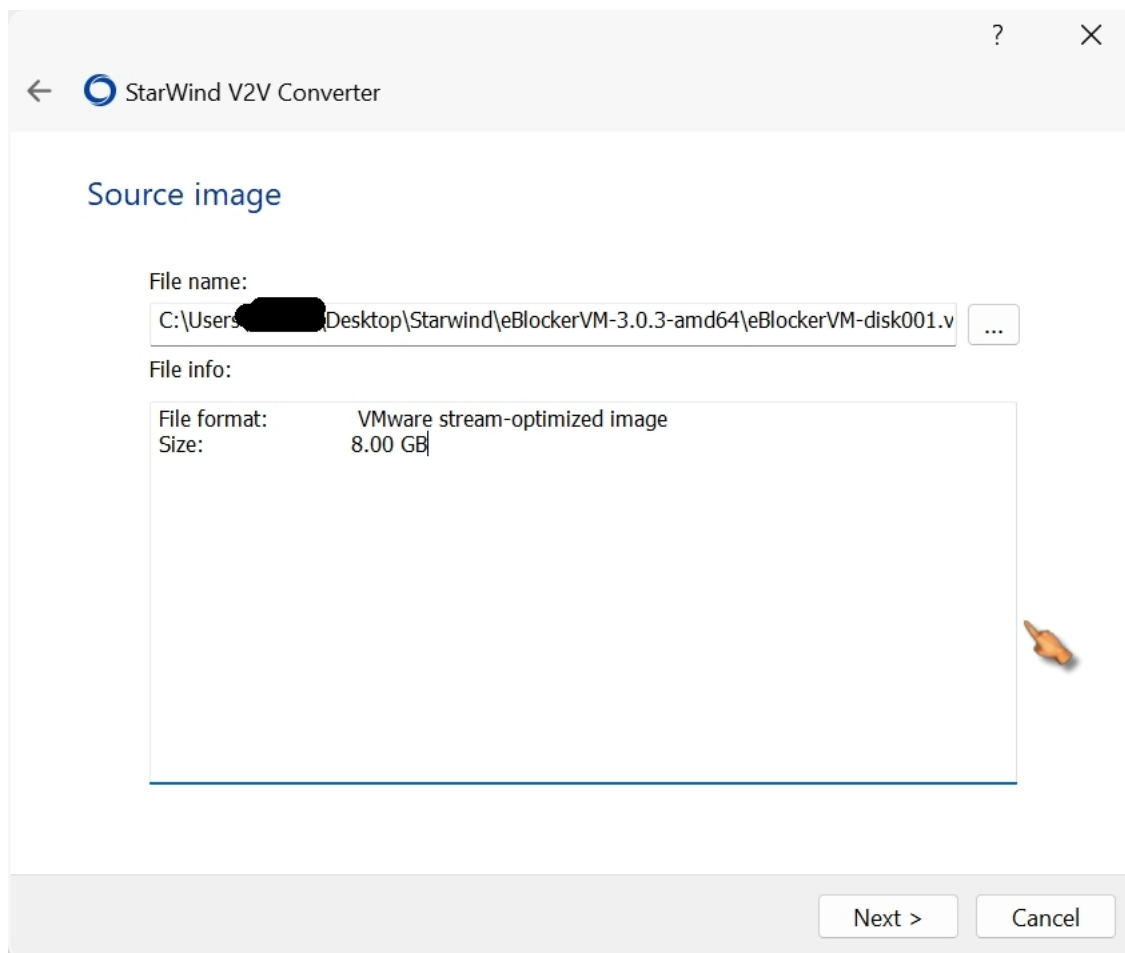 ?
StarWind V2V Converter
Source image
File name:
C:\Users Desktop\Starwind\eBlockerVM-3.0.3-amd64\eBlockerVM-disk001.v
...
File info:
File format: VMware stream-optimized image
Size: 8.00 GB
Next > Cancel